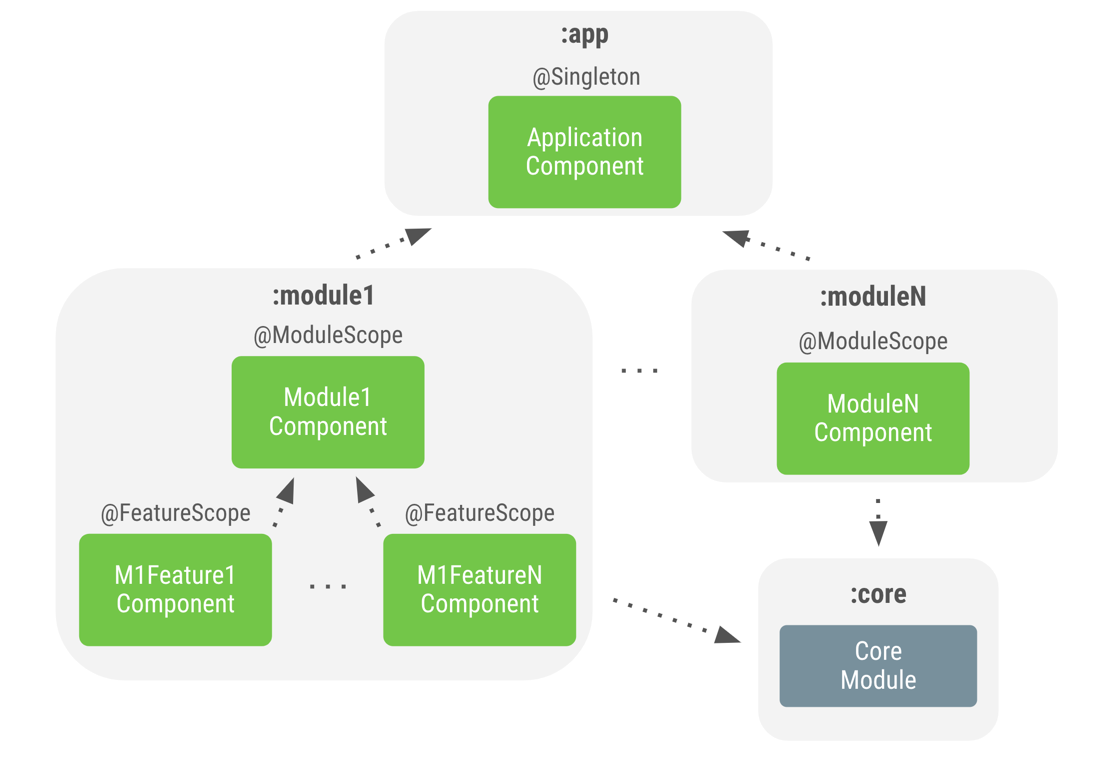 :app
@Singleton
Application
Component
:module1
@ModuleScope
Module1
Component
@FeatureScope
M1Feature1
Component
...
@FeatureScope
M1FeatureN
Component
...
:moduleN
@ModuleScope
ModuleN
Component
:core
Core
Module